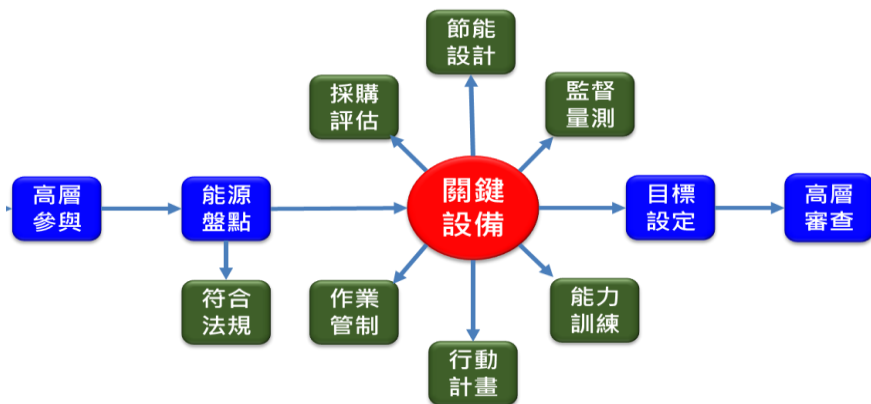 節能
設計
採購
評估
監督
量測
高層
參與
能源
盤點
關鍵
設備
目標
設定
高層
審查
符合
法規
作業
管制
能力
訓練
行動
計畫